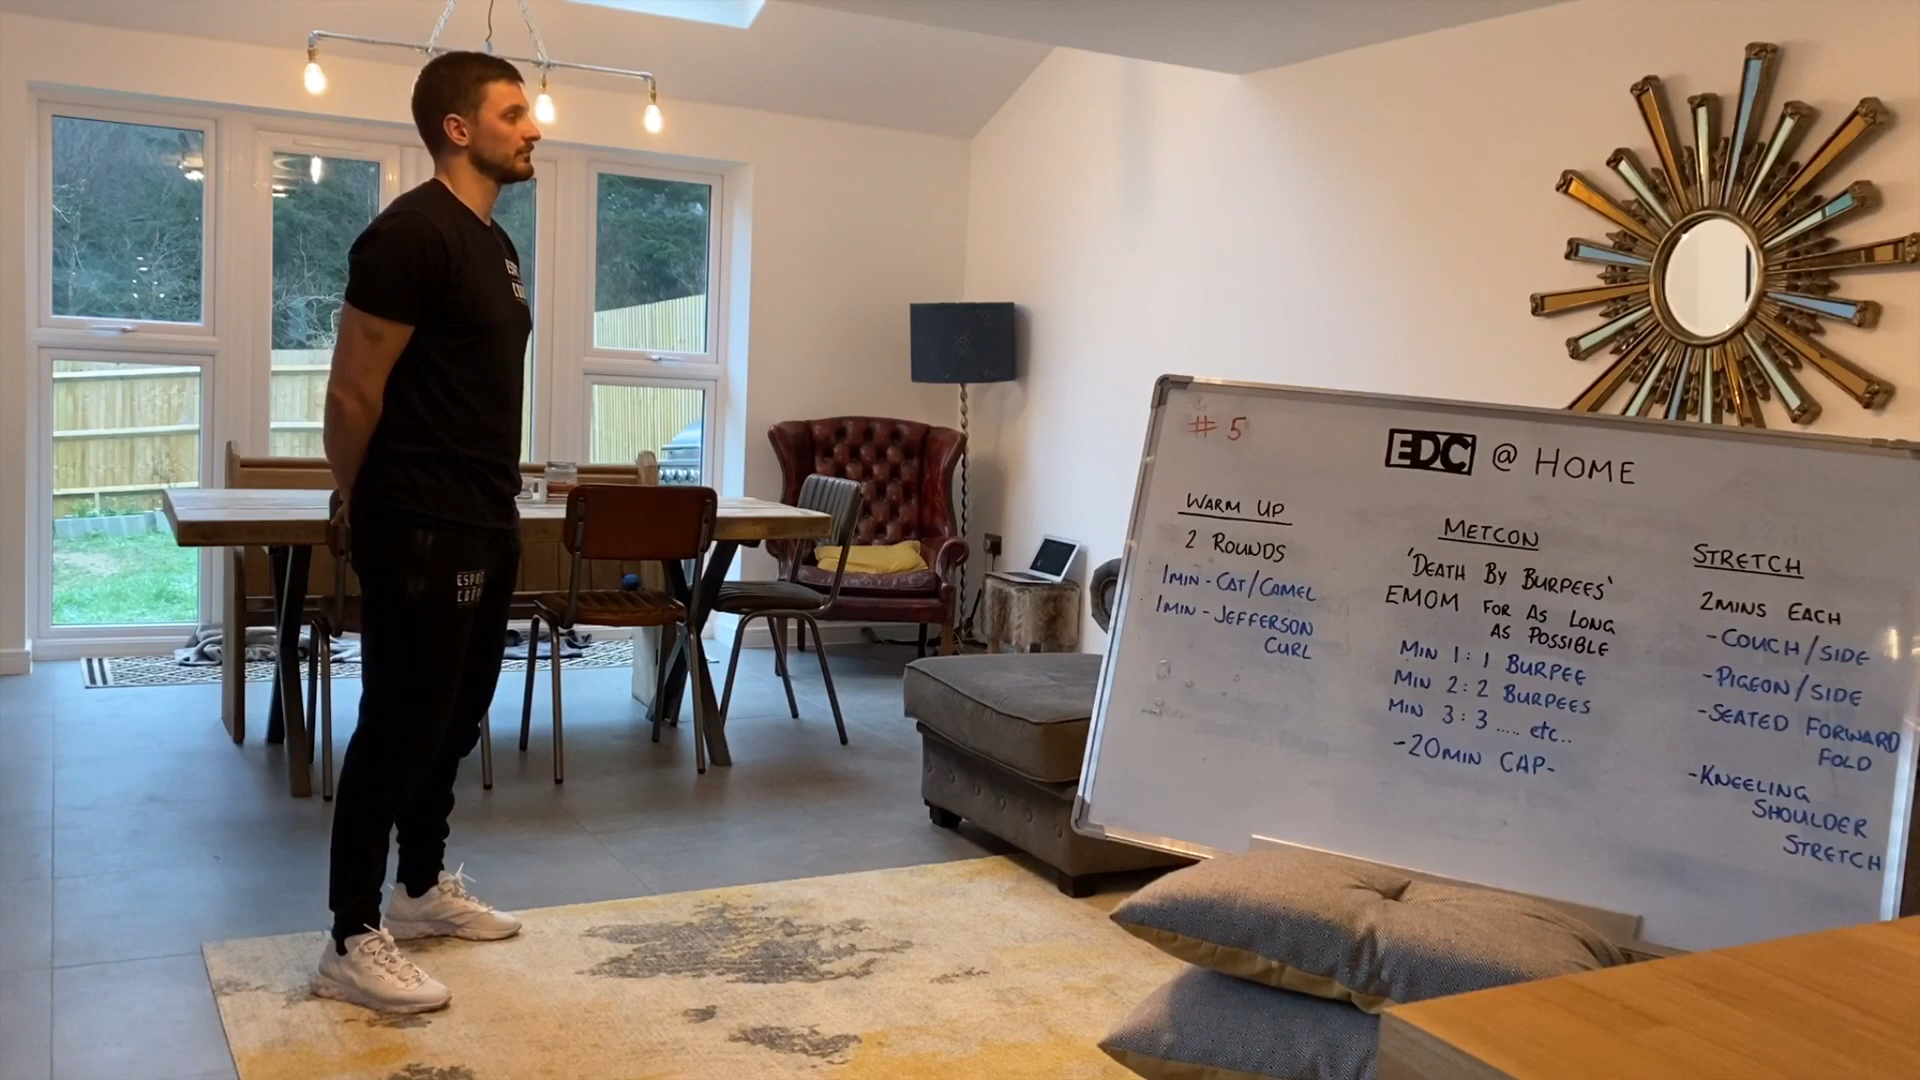 # 5
EDC @ HOME
WARM UP
2 ROUNDS
1MIN - CAT/CAMEL
1MIN - JEFFERSON
CURL
METCON
'DEATH BY BURPEES'
EMOM FOR AS LONG
AS POSSIBLE
MIN 1 : 1 BURPEE
MIN 2 : 2 BURPEES
MIN 3 : 3 ..... etc..
-20MIN CAP-
STRETCH
2MINS EACH
- COUCH/SIDE
- PIGEON/SIDE
- SEATED FORWARD
FOLD
- KNEELING
SHOULDER
STRETCH